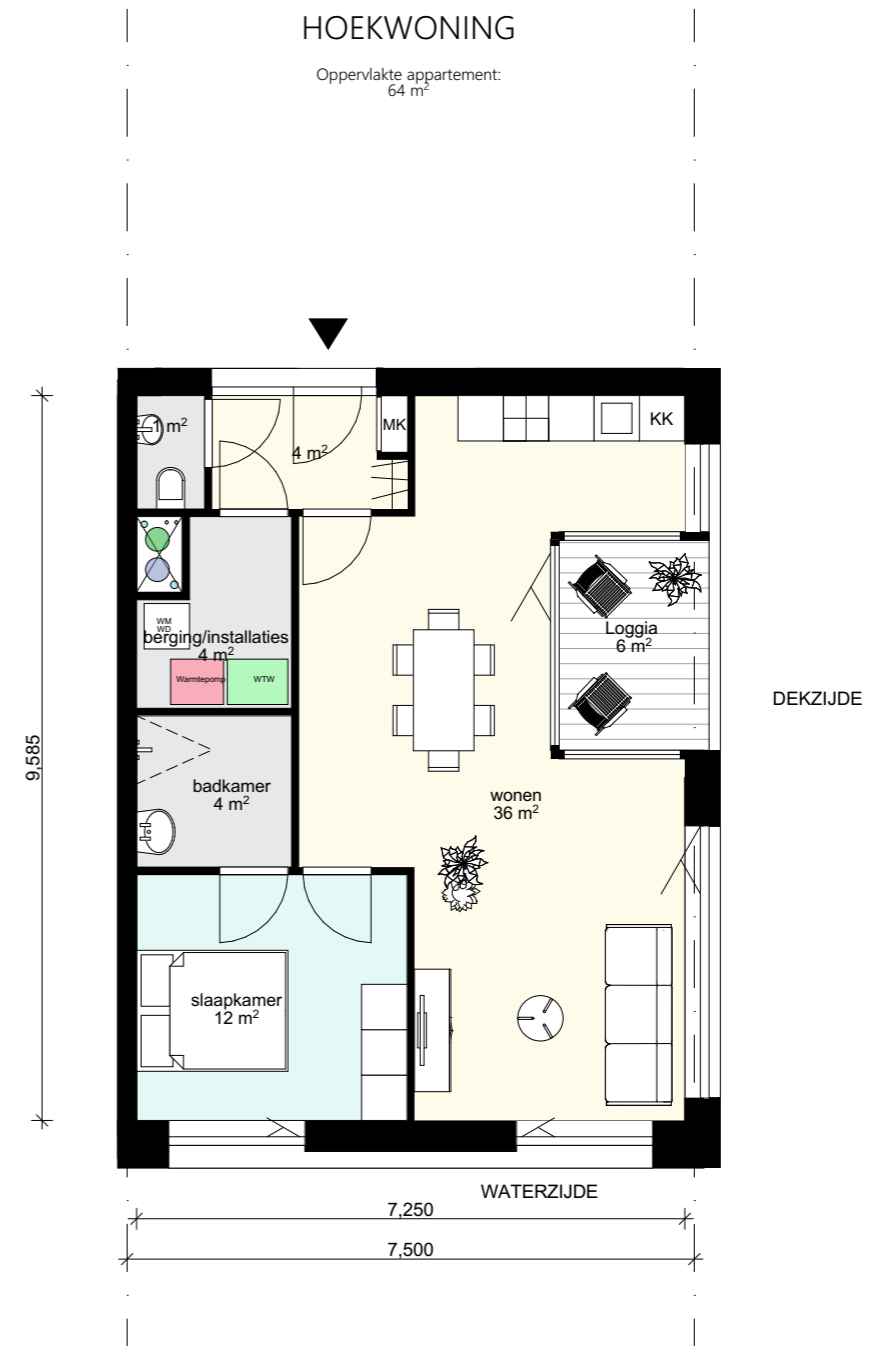 HOEKWONING
Oppervlakte appartement:
64 m²
MK
KK
1 m²
4 m²
WM
WD
berging/installaties
4 m²
Warmtepomp
WTW
Loggia
6 m²
DEKZIJDE
9,585
badkamer
4 m²
wonen
36 m²
slaapkamer
12 m²
WATERZIJDE
7,250
7,500